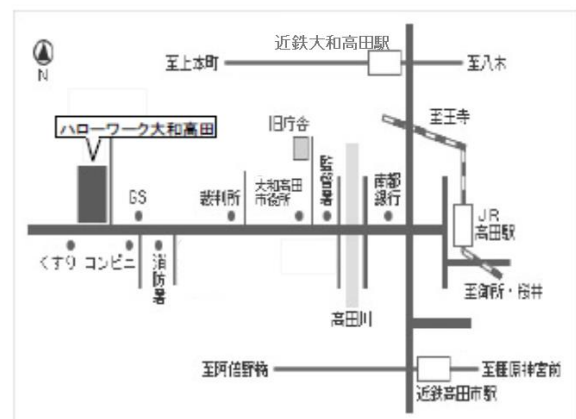 近鉄大和高田駅
N
至上本町
至八木
至王寺
ハローワーク大和高田
旧庁舎
GS
裁判所
大和高田
市役所
南都
銀行
JR
高田駅
くすり
コンビニ
消防署
至御所・桜井
高田川
至阿倍野橋
至橿原神宮前
近鉄高田市駅